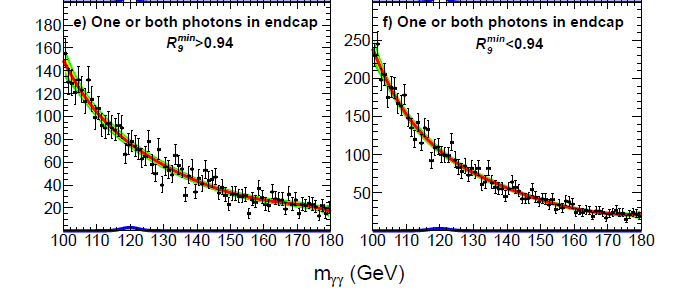 e) One or both photons in endcap
R9min>0.94
180
160
140
120
100
80
60
40
20
100 110 120 130 140 150 160 170 180
f) One or both photons in endcap
R9min<0.94
250
200
150
100
50
100 110 120 130 140 150 160 170 180
mγγ (GeV)